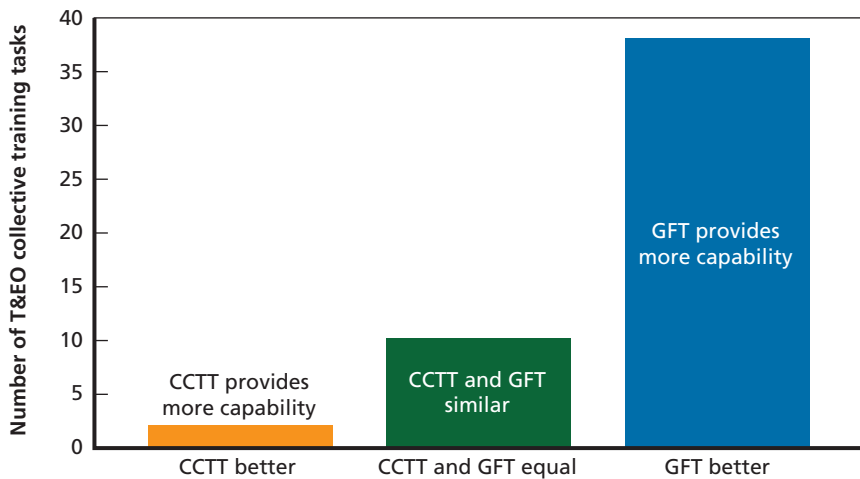 Number of T&EO collective training tasks
40
35
30
25
20
15
10
5
0
CCTT provides
more capability
CCTT and GFT
similar
GFT provides
more capability
CCTT better
CCTT and GFT equal
GFT better